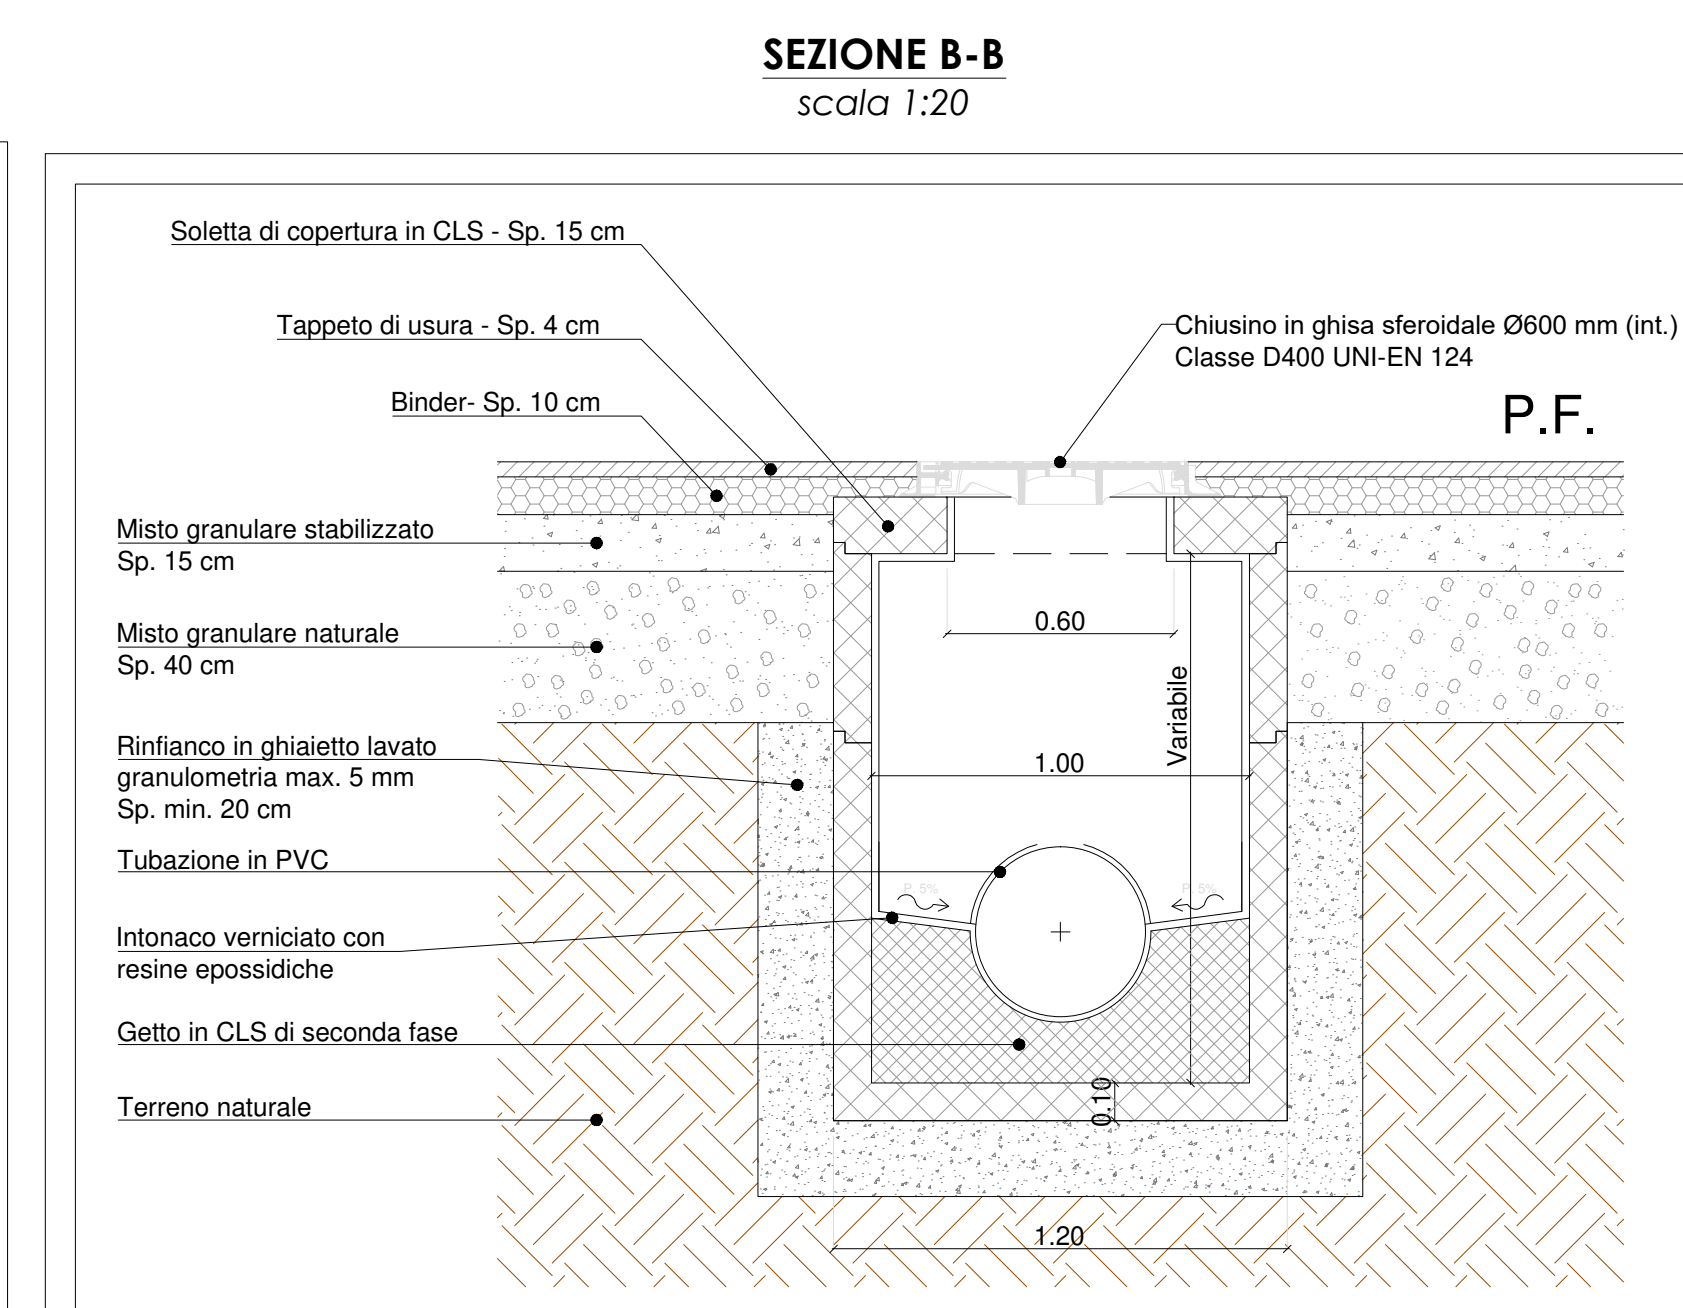 SEZIONE B-B
scala 1:20
Soletta di copertura in CLS - Sp. 15 cm
Tappeto di usura - Sp. 4 cm
Chiusino in ghisa sferoidale Ø600 mm (int.)
Classe D400 UNI-EN 124
Binder- Sp. 10 cm
P.F.
Misto granulare stabilizzato
Sp. 15 cm
Misto granulare naturale
Sp. 40 cm
0.60
Variabile
Rinfianco in ghiaietto lavato
granulometria max. 5 mm
Sp. min. 20 cm
1.00
Tubazione in PVC
P. 5%
P. 5%
Intonaco verniciato con
resine epossidiche
Getto in CLS di seconda fase
0.10
Terreno naturale
1.20